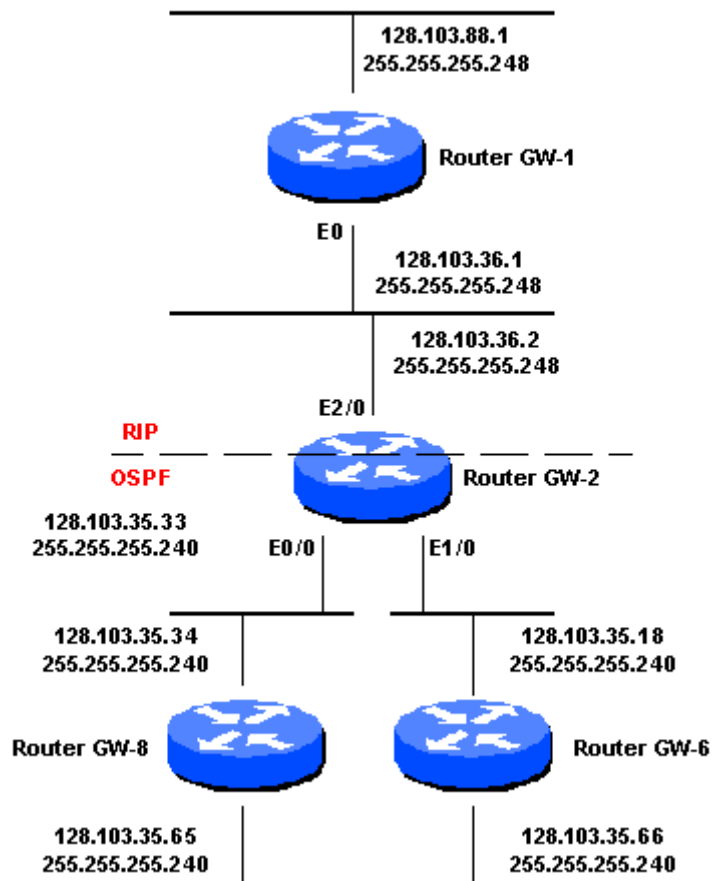 128.103.88.1
255.255.255.248
Router GW-1
E0
128.103.36.1
255.255.255.248
128.103.36.2
255.255.255.248
E2/0
RIP
OSPF
Router GW-2
128.103.35.33
255.255.255.240
E0/0
E1/0
128.103.35.34
255.255.255.240
128.103.35.18
255.255.255.240
Router GW-8
Router GW-6
128.103.35.65
255.255.255.240
128.103.35.66
255.255.255.240